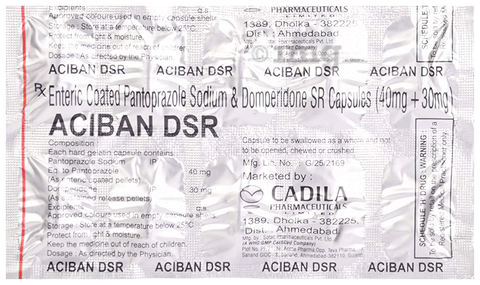 Excipients q.s.
Approved colours used in empty capsule
Storage : Store at a temperature below 25°C
Protect from light & moisture.
Keep the medicine out of reach of children.
Dosage : As directed by the Physician.
PHARMACEUTICALS
LIMITED
1389, Dholka - 382225,
Dist. : Ahmedabad
ACIBAN DSR ACIBAN DSR ACIBAN DSR ACIBAN DSR
Rx Enteric Coated Pantoprazole Sodium & Domperidone SR Capsules (40mg + 30mg)
ACIBAN DSR
Composition :
Each hard gelatin capsule contains:
Pantoprazole Sodium IP
Eq. to Pantoprazole 40 mg
(As enteric coated pellets)
Domperidone 30 mg
(As sustained release pellets)
Excipients q.s.
Approved colours used in empty capsule
Storage : Store at a temperature below 25°C
Protect from light & moisture.
Keep the medicine out of reach of children.
Dosage : As directed by the Physician.
Capsule to be swallowed as a whole and not
to be opened, chewed or crushed
Mfg. Lic. No. : G/25/2169
Marketed by :
CADILA
PHARMACEUTICALS
LIMITED
1389, Dholka - 382225,
Dist. : Ahmedabad
SCHEDULE H DRUG - WARNING :
ACIBAN DSR ACIBAN DSR ACIBAN DSR ACIBAN DSR